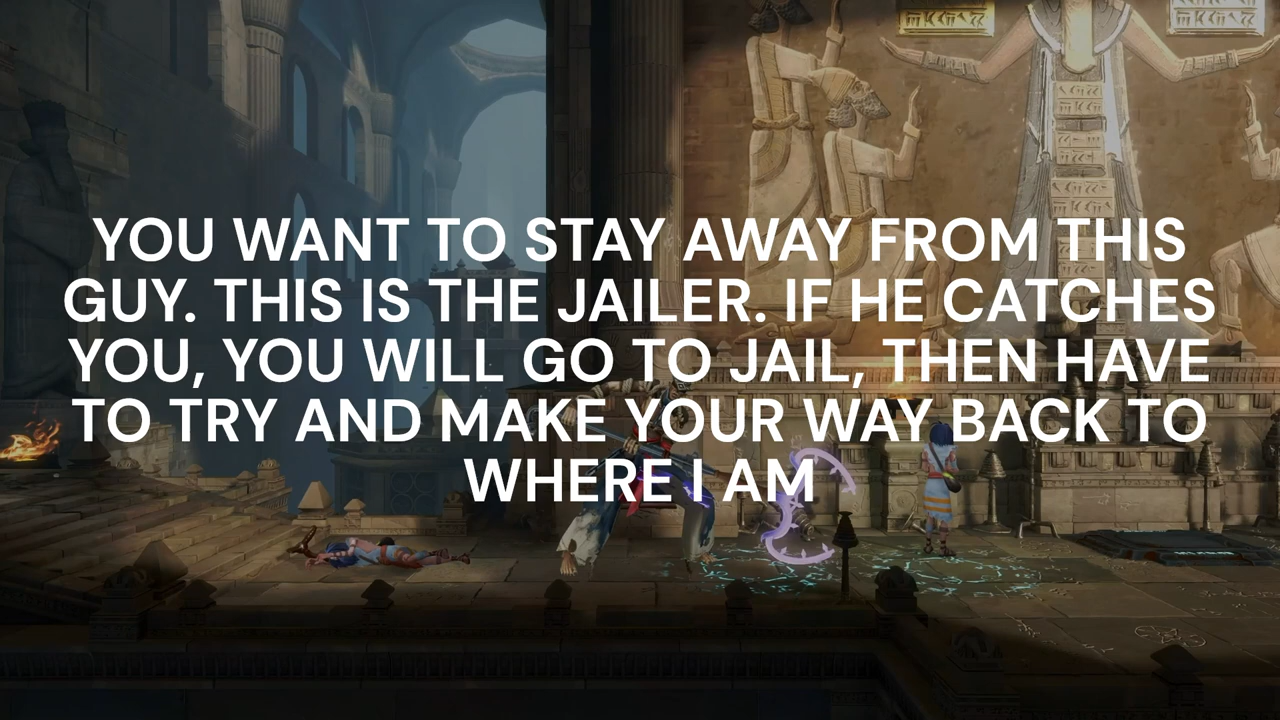 YOU WANT TO STAY AWAY FROM THIS
GUY. THIS IS THE JAILER. IF HE CATCHES
YOU, YOU WILL GO TO JAIL, THEN HAVE
TO TRY AND MAKE YOUR WAY BACK TO
WHERE I AM